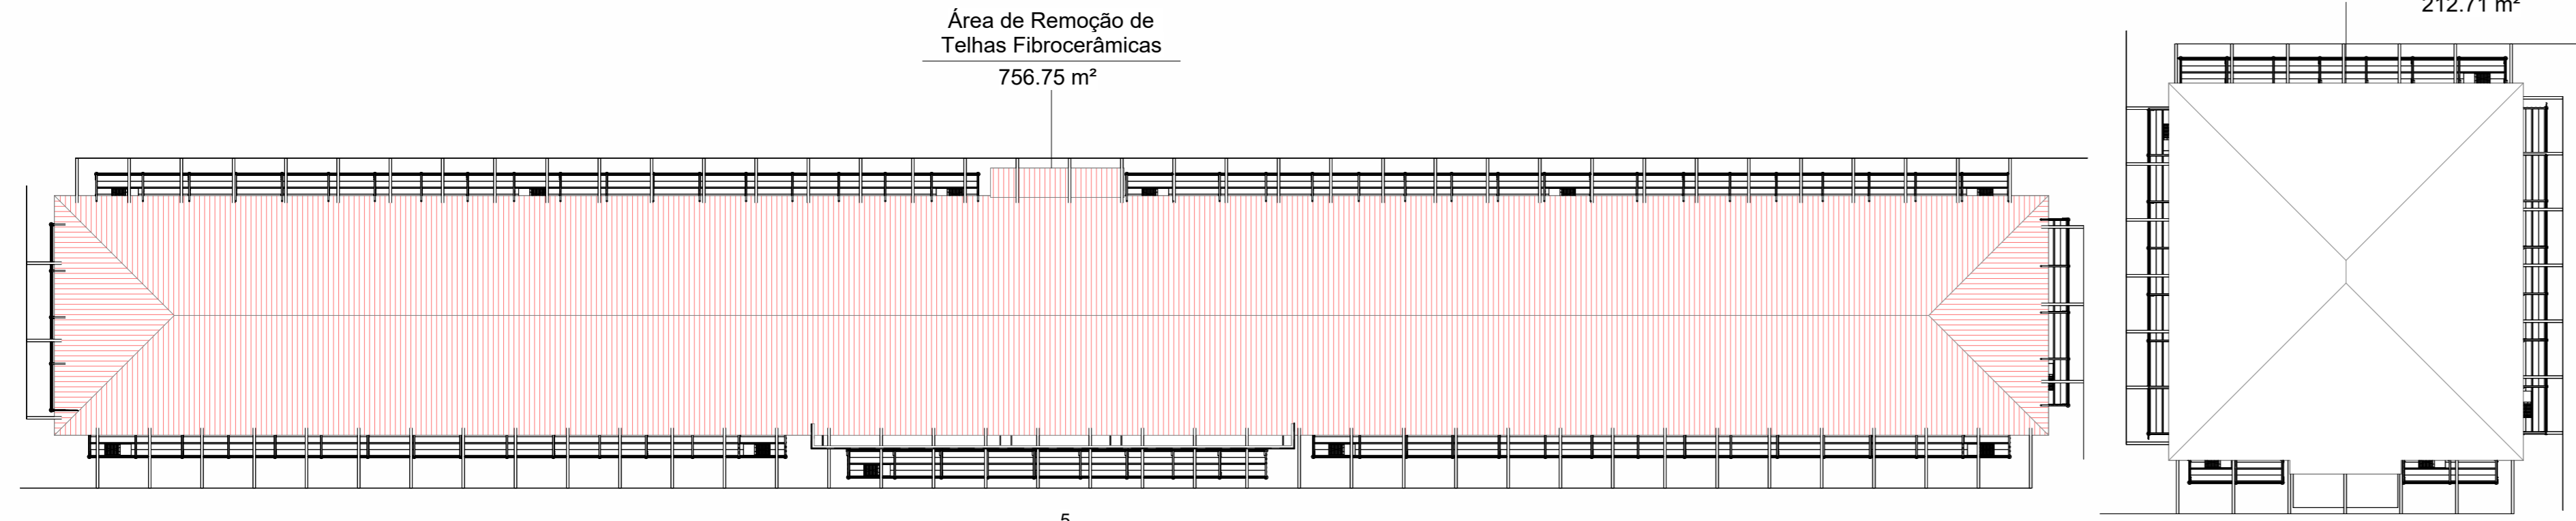 Área de Remoção de
Telhas Fibrocerâmicas
756.75 m²
212.71 m²
5